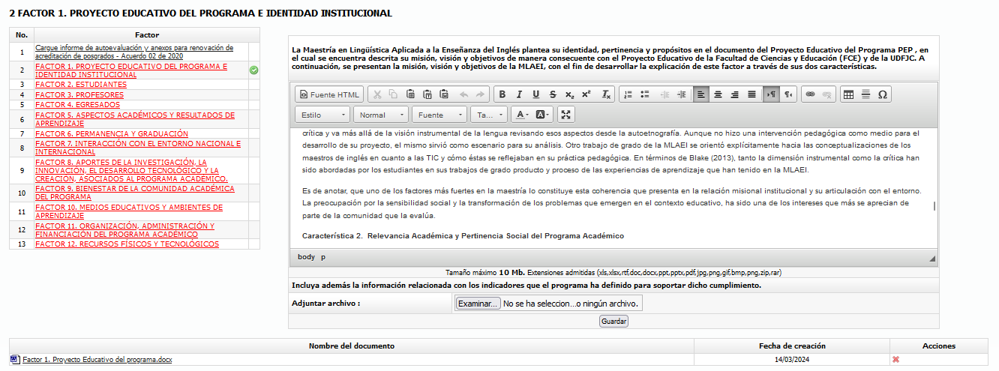 2 FACTOR 1. PROYECTO EDUCATIVO DEL PROGRAMA E IDENTIDAD INSTITUCIONAL
No. Factor
1 Cargue informe de autoevaluación y anexos para renovación de
acreditación de posgrados - Acuerdo 02 de 2020
2 FACTOR 1. PROYECTO EDUCATIVO DEL PROGRAMA E
IDENTIDAD INSTITUCIONAL
3 FACTOR 2. ESTUDIANTES
4 FACTOR 3. PROFESORES
5 FACTOR 4. EGRESADOS
6 FACTOR 5. ASPECTOS ACADÉMICOS Y RESULTADOS DE
APRENDIZAJE
7 FACTOR 6. PERMANENCIA Y GRADUACIÓN
8 FACTOR 7. INTERACCIÓN CON EL ENTORNO NACIONAL E
INTERNACIONAL
9 FACTOR 8. APORTES DE LA INVESTIGACIÓN, LA
INNOVACIÓN, EL DESARROLLO TECNOLÓGICO Y LA
CREACIÓN, ASOCIADOS AL PROGRAMA ACADÉMICO.
10 FACTOR 9. BIENESTAR DE LA COMUNIDAD ACADÉMICA
DEL PROGRAMA
11 FACTOR 10. MEDIOS EDUCATIVOS Y AMBIENTES DE
APRENDIZAJE
12 FACTOR 11. ORGANIZACIÓN, ADMINISTRACIÓN Y
FINANCIACIÓN DEL PROGRAMA ACADÉMICO
13 FACTOR 12. RECURSOS FÍSICOS Y TECNOLÓGICOS
La Maestría en Lingüística Aplicada a la Enseñanza del Inglés plantea su identidad, pertinencia y propósitos en el documento del Proyecto Educativo del Programa PEP , en
el cual se encuentra descrita su misión, visión y objetivos de manera consecuente con el Proyecto Educativo de la Facultad de Ciencias y Educación (FCE) y de la UDFJC. A
continuación, se presentan la misión, visión y objetivos de la MLAEI, con el fin de desarrollar la explicación de este factor a través de sus dos características.
Fuente HTML B I U S x₂ x² Tx Ω
Estilo Normal Fuente Ta... A A
crítica y va más allá de la visión instrumental de la lengua revisando esos aspectos desde la autoetnografía. Aunque no hizo una intervención pedagógica como medio para el
desarrollo de su proyecto, el mismo sirvió como escenario para su análisis. Otro trabajo de grado de la MLAEI se orientó explícitamente hacia las conceptualizaciones de los
maestros de inglés en cuanto a las TIC y cómo éstas se reflejaban en su práctica pedagógica. En términos de Blake (2013), tanto la dimensión instrumental como la crítica han
sido abordadas por los estudiantes en sus trabajos de grado producto y proceso de las experiencias de aprendizaje que han tenido en la MLAEI.
Es de anotar, que uno de los factores más fuertes en la maestría lo constituye esta coherencia que presenta en la relación misional institucional y su articulación con el entorno.
La preocupación por la sensibilidad social y la transformación de los problemas que emergen en el contexto educativo, ha sido una de los intereses que más se aprecian de
parte de la comunidad que la evalúa.
Característica 2. Relevancia Académica y Pertinencia Social del Programa Académico
body p
Tamaño máximo 10 Mb. Extensiones admitidas (xls,xlsx,rtf,doc,docx,ppt,pptx,pdf,jpg,png,gif,bmp,png,zip,rar)
Incluya además la información relacionada con los indicadores que el programa ha definido para soportar dicho cumplimiento.
Adjuntar archivo : Examinar... No se ha seleccion...o ningún archivo.
Guardar
Nombre del documento Fecha de creación Acciones
Factor 1. Proyecto Educativo del programa.docx 14/03/2024